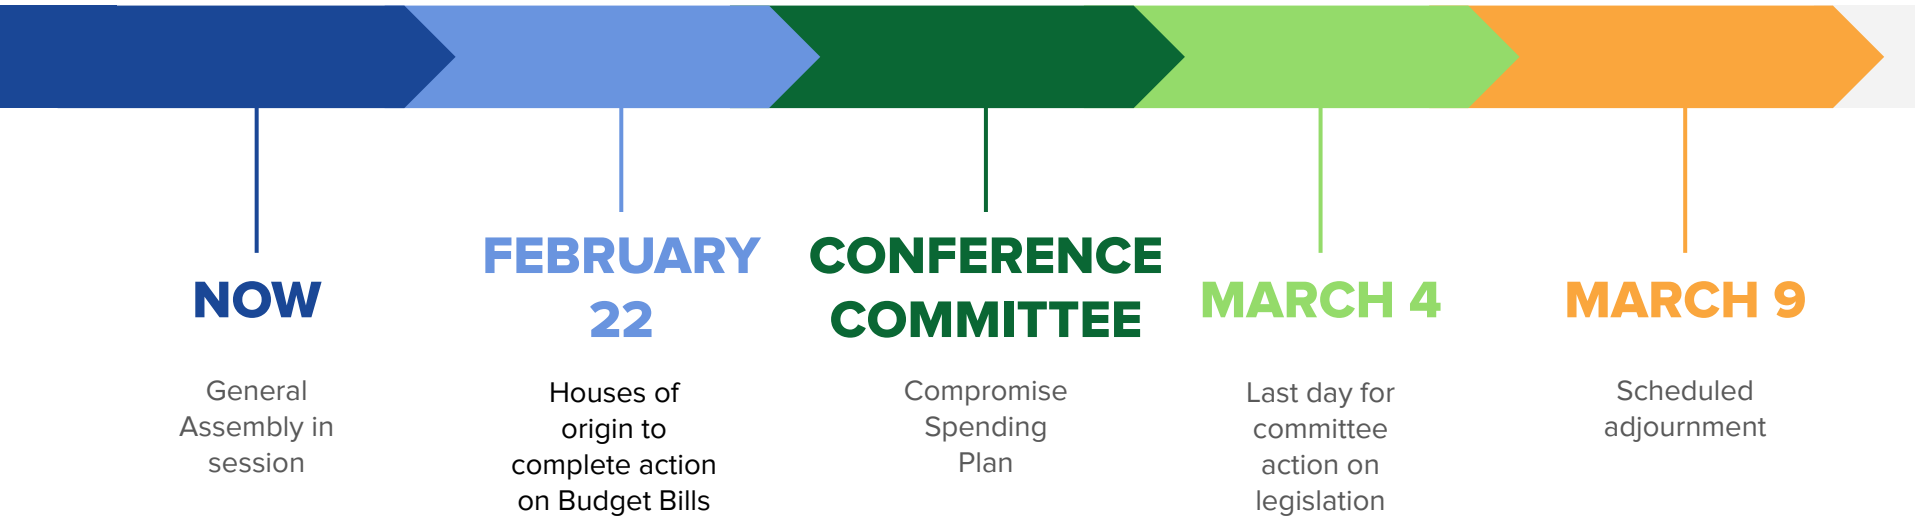 NOW
General
Assembly in
session
FEBRUARY
22
Houses of
origin to
complete action
on Budget Bills
CONFERENCE
COMMITTEE
Compromise
Spending
Plan
MARCH 4
Last day for
committee
action on
legislation
MARCH 9
Scheduled
adjournment